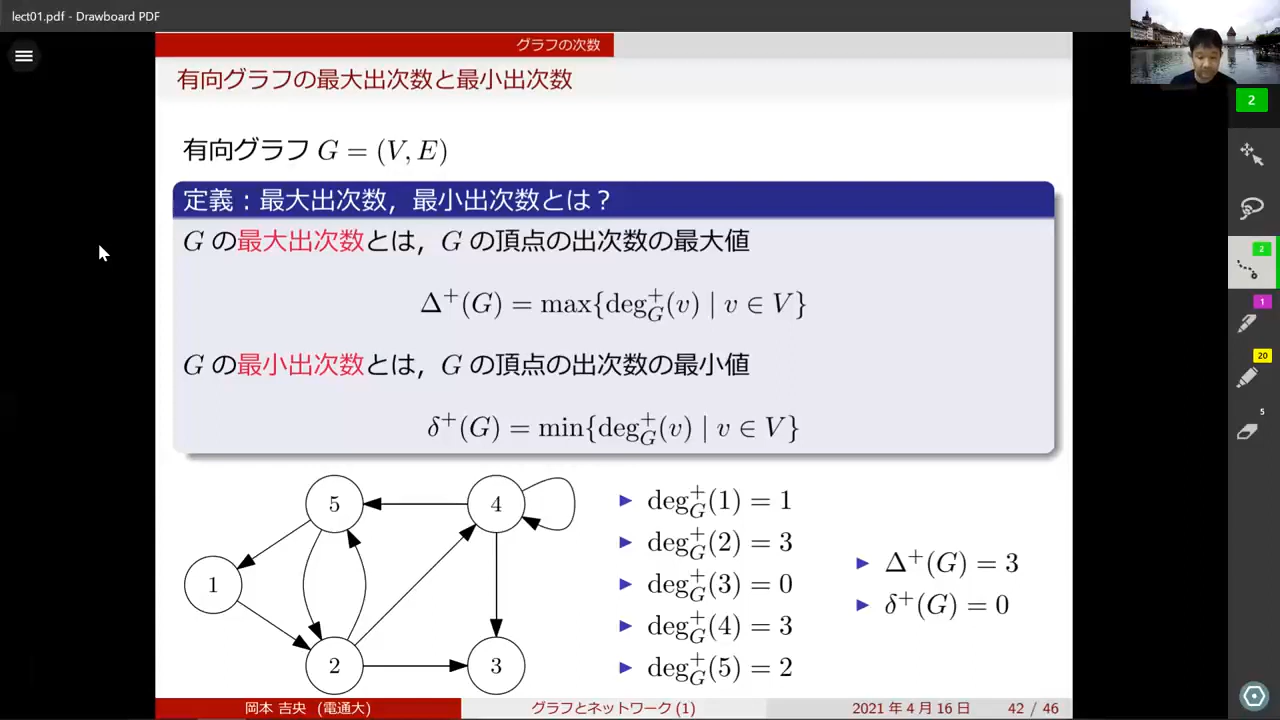 lect01.pdf - Drawboard PDF
グラフの次数
有向グラフの最大出次数と最小出次数
有向グラフ G = (V, E)
定義：最大出次数，最小出次数とは？
G の最大出次数とは，G の頂点の出次数の最大値
Δ⁺(G) = max{deg⁺_G(v) | v ∈ V}
G の最小出次数とは，G の頂点の出次数の最小値
δ⁺(G) = min{deg⁺_G(v) | v ∈ V}
5
4
1
2
3
deg⁺_G(1) = 1
deg⁺_G(2) = 3
deg⁺_G(3) = 0
deg⁺_G(4) = 3
deg⁺_G(5) = 2
Δ⁺(G) = 3
δ⁺(G) = 0
岡本 吉央 (電通大)
グラフとネットワーク (1)
2021 年 4 月 16 日
42 / 46
2
2
1
20
5